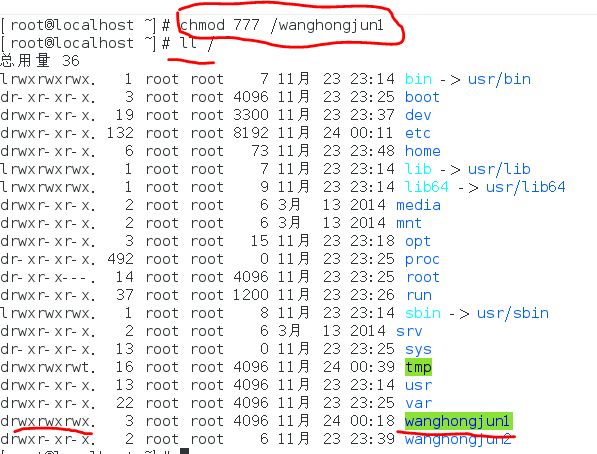 [root@localhost ~]# chmod 777 /wanghongjun1
[root@localhost ~]# ll /
总用量 36
lrwxrwxrwx. 1 root root 7 11月 23 23:14 bin -> usr/bin
dr-xr-xr-x. 3 root root 4096 11月 23 23:25 boot
drwxr-xr-x. 19 root root 3300 11月 23 23:37 dev
drwxr-xr-x. 132 root root 8192 11月 24 00:11 etc
drwxr-xr-x. 6 root root 73 11月 23 23:48 home
lrwxrwxrwx. 1 root root 7 11月 23 23:14 lib -> usr/lib
lrwxrwxrwx. 1 root root 9 11月 23 23:14 lib64 -> usr/lib64
drwxr-xr-x. 2 root root 6 3月 13 2014 media
drwxr-xr-x. 2 root root 6 3月 13 2014 mnt
drwxr-xr-x. 3 root root 15 11月 23 23:18 opt
dr-xr-xr-x. 492 root root 0 11月 23 23:25 proc
dr-xr-x---. 14 root root 4096 11月 23 23:25 root
drwxr-xr-x. 37 root root 1200 11月 23 23:26 run
lrwxrwxrwx. 1 root root 8 11月 23 23:14 sbin -> usr/sbin
drwxr-xr-x. 2 root root 6 3月 13 2014 srv
dr-xr-xr-x. 13 root root 0 11月 23 23:25 sys
drwxrwxrwt. 16 root root 4096 11月 24 00:39 tmp
drwxr-xr-x. 13 root root 4096 11月 23 23:14 usr
drwxr-xr-x. 22 root root 4096 11月 23 23:25 var
drwxrwxrwx. 3 root root 4096 11月 24 00:18 wanghongjun1
drwxr-xr-x. 2 root root 6 11月 23 23:39 wanghongjun2